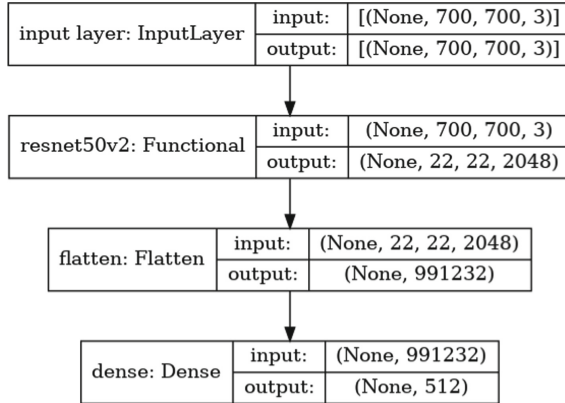 input layer: InputLayer
input: [(None, 700, 700, 3)]
output: [(None, 700, 700, 3)]
resnet50v2: Functional
input: (None, 700, 700, 3)
output: (None, 22, 22, 2048)
flatten: Flatten
input: (None, 22, 22, 2048)
output: (None, 991232)
dense: Dense
input: (None, 991232)
output: (None, 512)